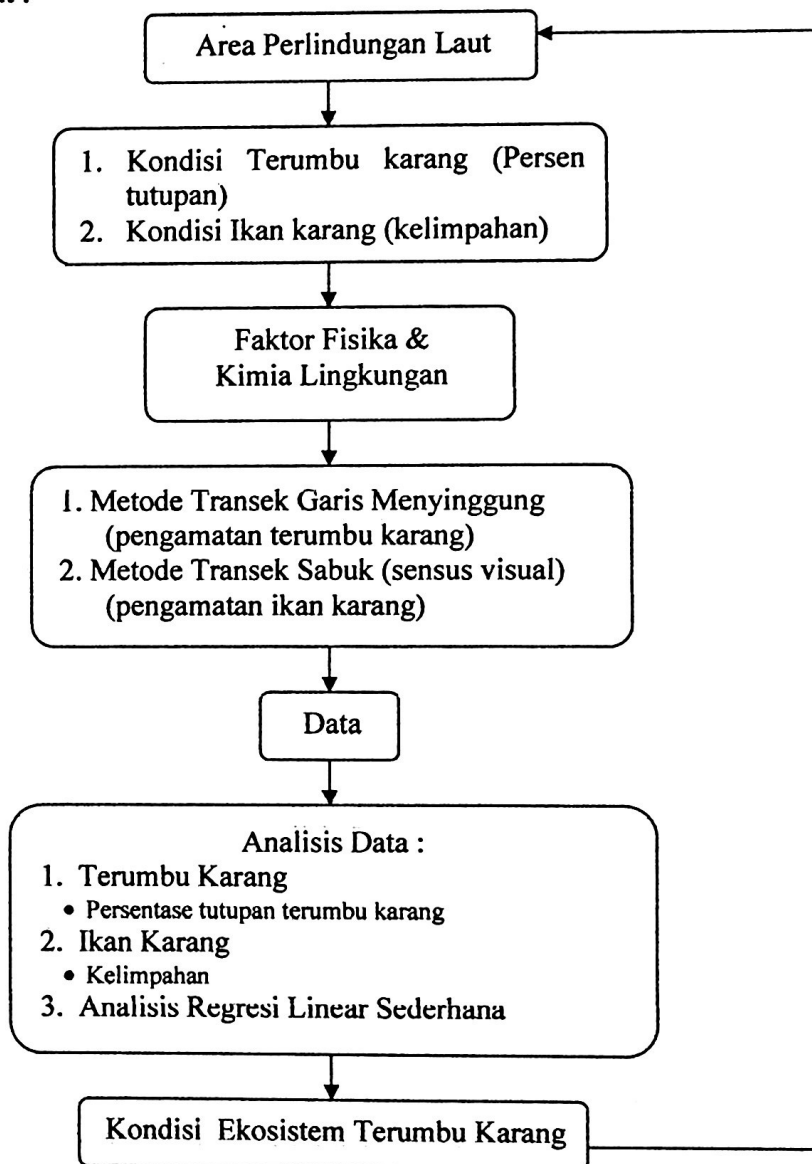 Area Perlindungan Laut
1. Kondisi Terumbu karang (Persen
tutupan)
2. Kondisi Ikan karang (kelimpahan)
Faktor Fisika &
Kimia Lingkungan
1. Metode Transek Garis Menyinggung
(pengamatan terumbu karang)
2. Metode Transek Sabuk (sensus visual)
(pengamatan ikan karang)
Data
Analisis Data :
1. Terumbu Karang
• Persentase tutupan terumbu karang
2. Ikan Karang
• Kelimpahan
3. Analisis Regresi Linear Sederhana
Kondisi Ekosistem Terumbu Karang